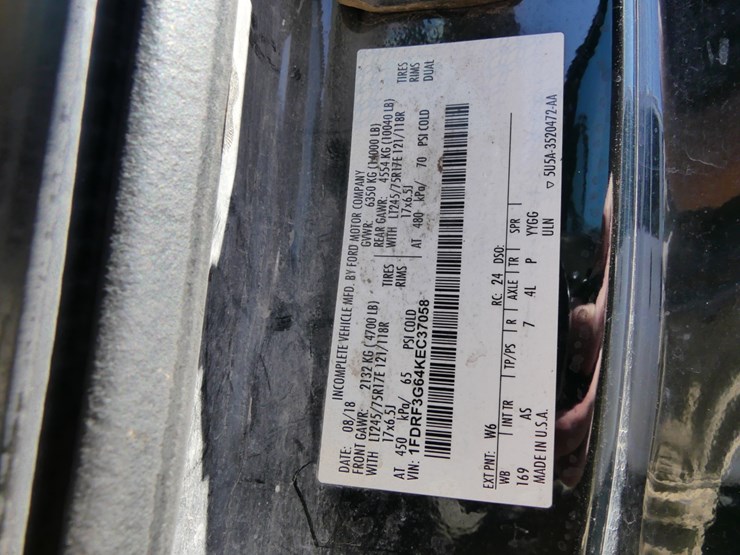 INCOMPLETE VEHICLE MFD. BY FORD MOTOR COMPANY
DATE: 08/18 GVWR: 6350 KG (14000 LB)
FRONT GAWR: 2132 KG (4700 LB) REAR GAWR: 4554 KG (10040 LB)
WITH LT245/75R17E 121/118R TIRES WITH LT245/75R17E 121/118R TIRES
17x6.5J RIMS 17x6.5J RIMS
AT 450 kPa/ 65 PSI COLD AT 480 kPa/ 70 PSI COLD DUAL
VIN: 1FDRF3G64KEC37058
EXT PNT: W6 RC: 24 DSO:
WB INT TR TP/PS R AXLE TR SPR
169 AS 7 4L P YYGG
MADE IN U.S.A. ULN
▽ 5U5A-3520472-AA